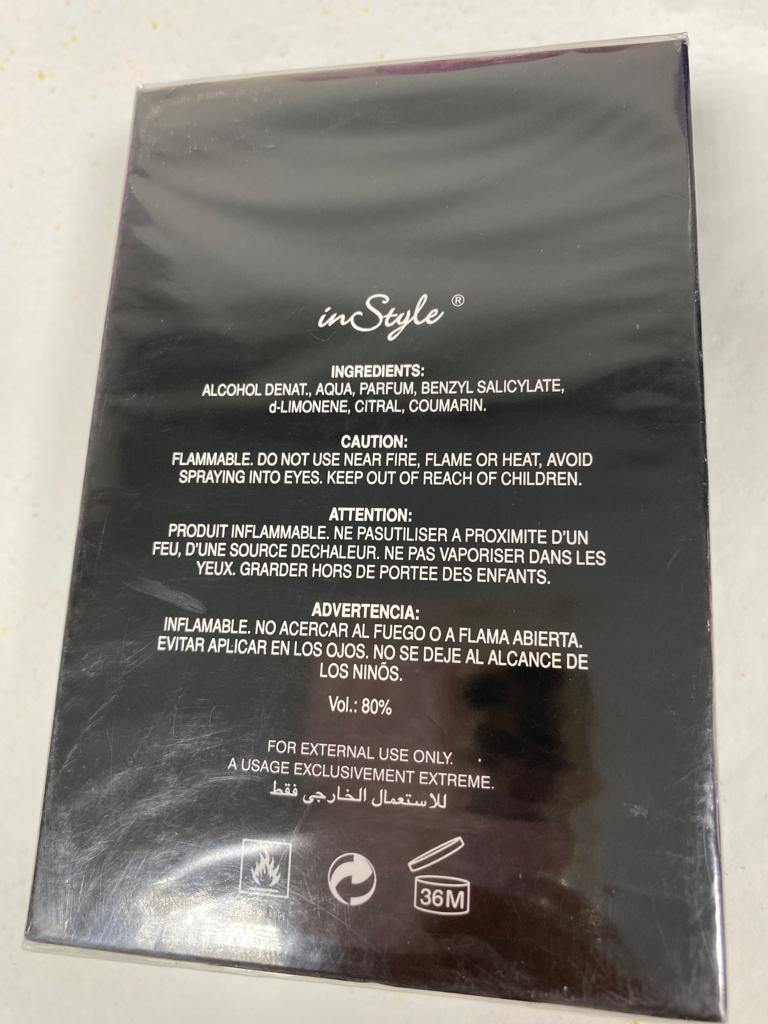 inStyle ®
INGREDIENTS:
ALCOHOL DENAT., AQUA, PARFUM, BENZYL SALICYLATE,
d-LIMONENE, CITRAL, COUMARIN.
CAUTION:
FLAMMABLE. DO NOT USE NEAR FIRE, FLAME OR HEAT, AVOID
SPRAYING INTO EYES. KEEP OUT OF REACH OF CHILDREN.
ATTENTION:
PRODUIT INFLAMMABLE. NE PASUTILISER A PROXIMITE D'UN
FEU, D'UNE SOURCE DECHALEUR. NE PAS VAPORISER DANS LES
YEUX. GRARDER HORS DE PORTEE DES ENFANTS.
ADVERTENCIA:
INFLAMABLE. NO ACERCAR AL FUEGO O A FLAMA ABIERTA.
EVITAR APLICAR EN LOS OJOS. NO SE DEJE AL ALCANCE DE
LOS NINÕS.
Vol.: 80%
FOR EXTERNAL USE ONLY.
A USAGE EXCLUSIVEMENT EXTREME.
للاستعمال الخارجى فقط
36M